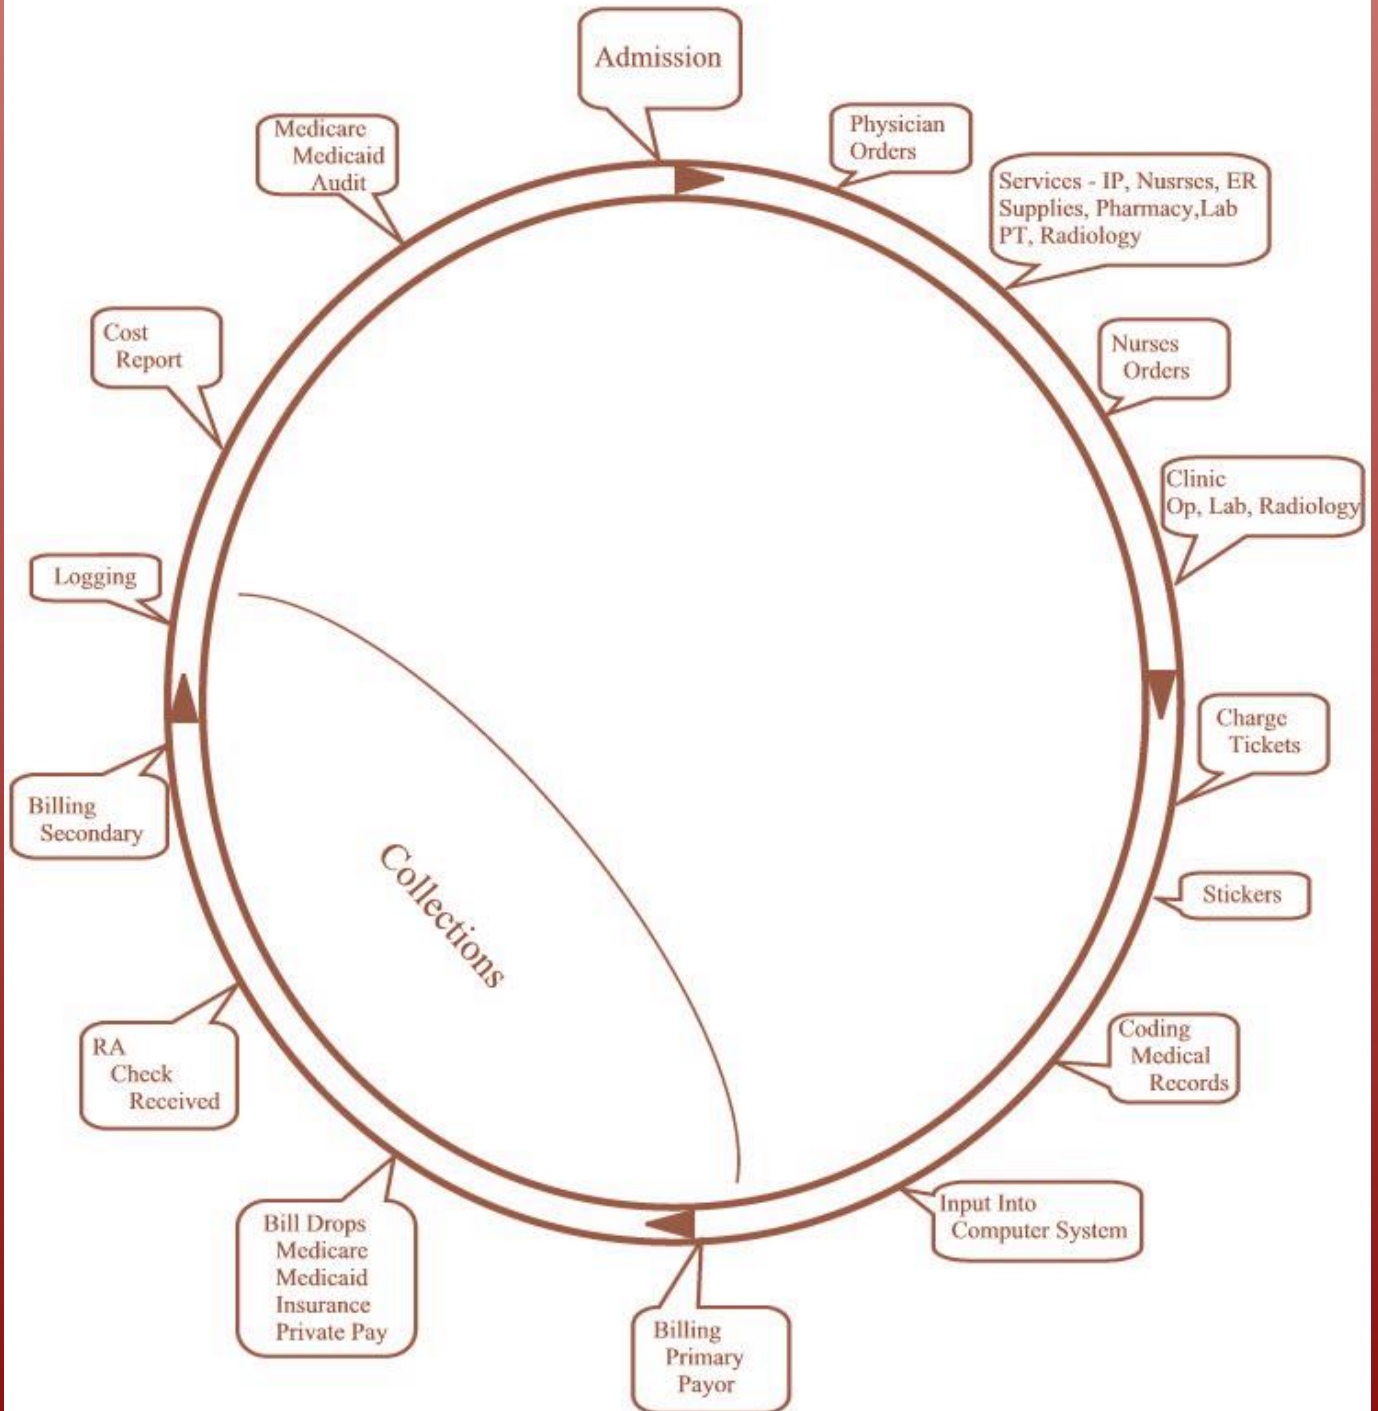 Admission
Physician
Orders
Services - IP, Nusrses, ER
Supplies, Pharmacy,Lab
PT, Radiology
Nurses
Orders
Clinic
Op, Lab, Radiology
Charge
Tickets
Stickers
Coding
Medical
Records
Input Into
Computer System
Billing
Primary
Payor
Bill Drops
Medicare
Medicaid
Insurance
Private Pay
RA
Check
Received
Billing
Secondary
Logging
Cost
Report
Medicare
Medicaid
Audit
Collections